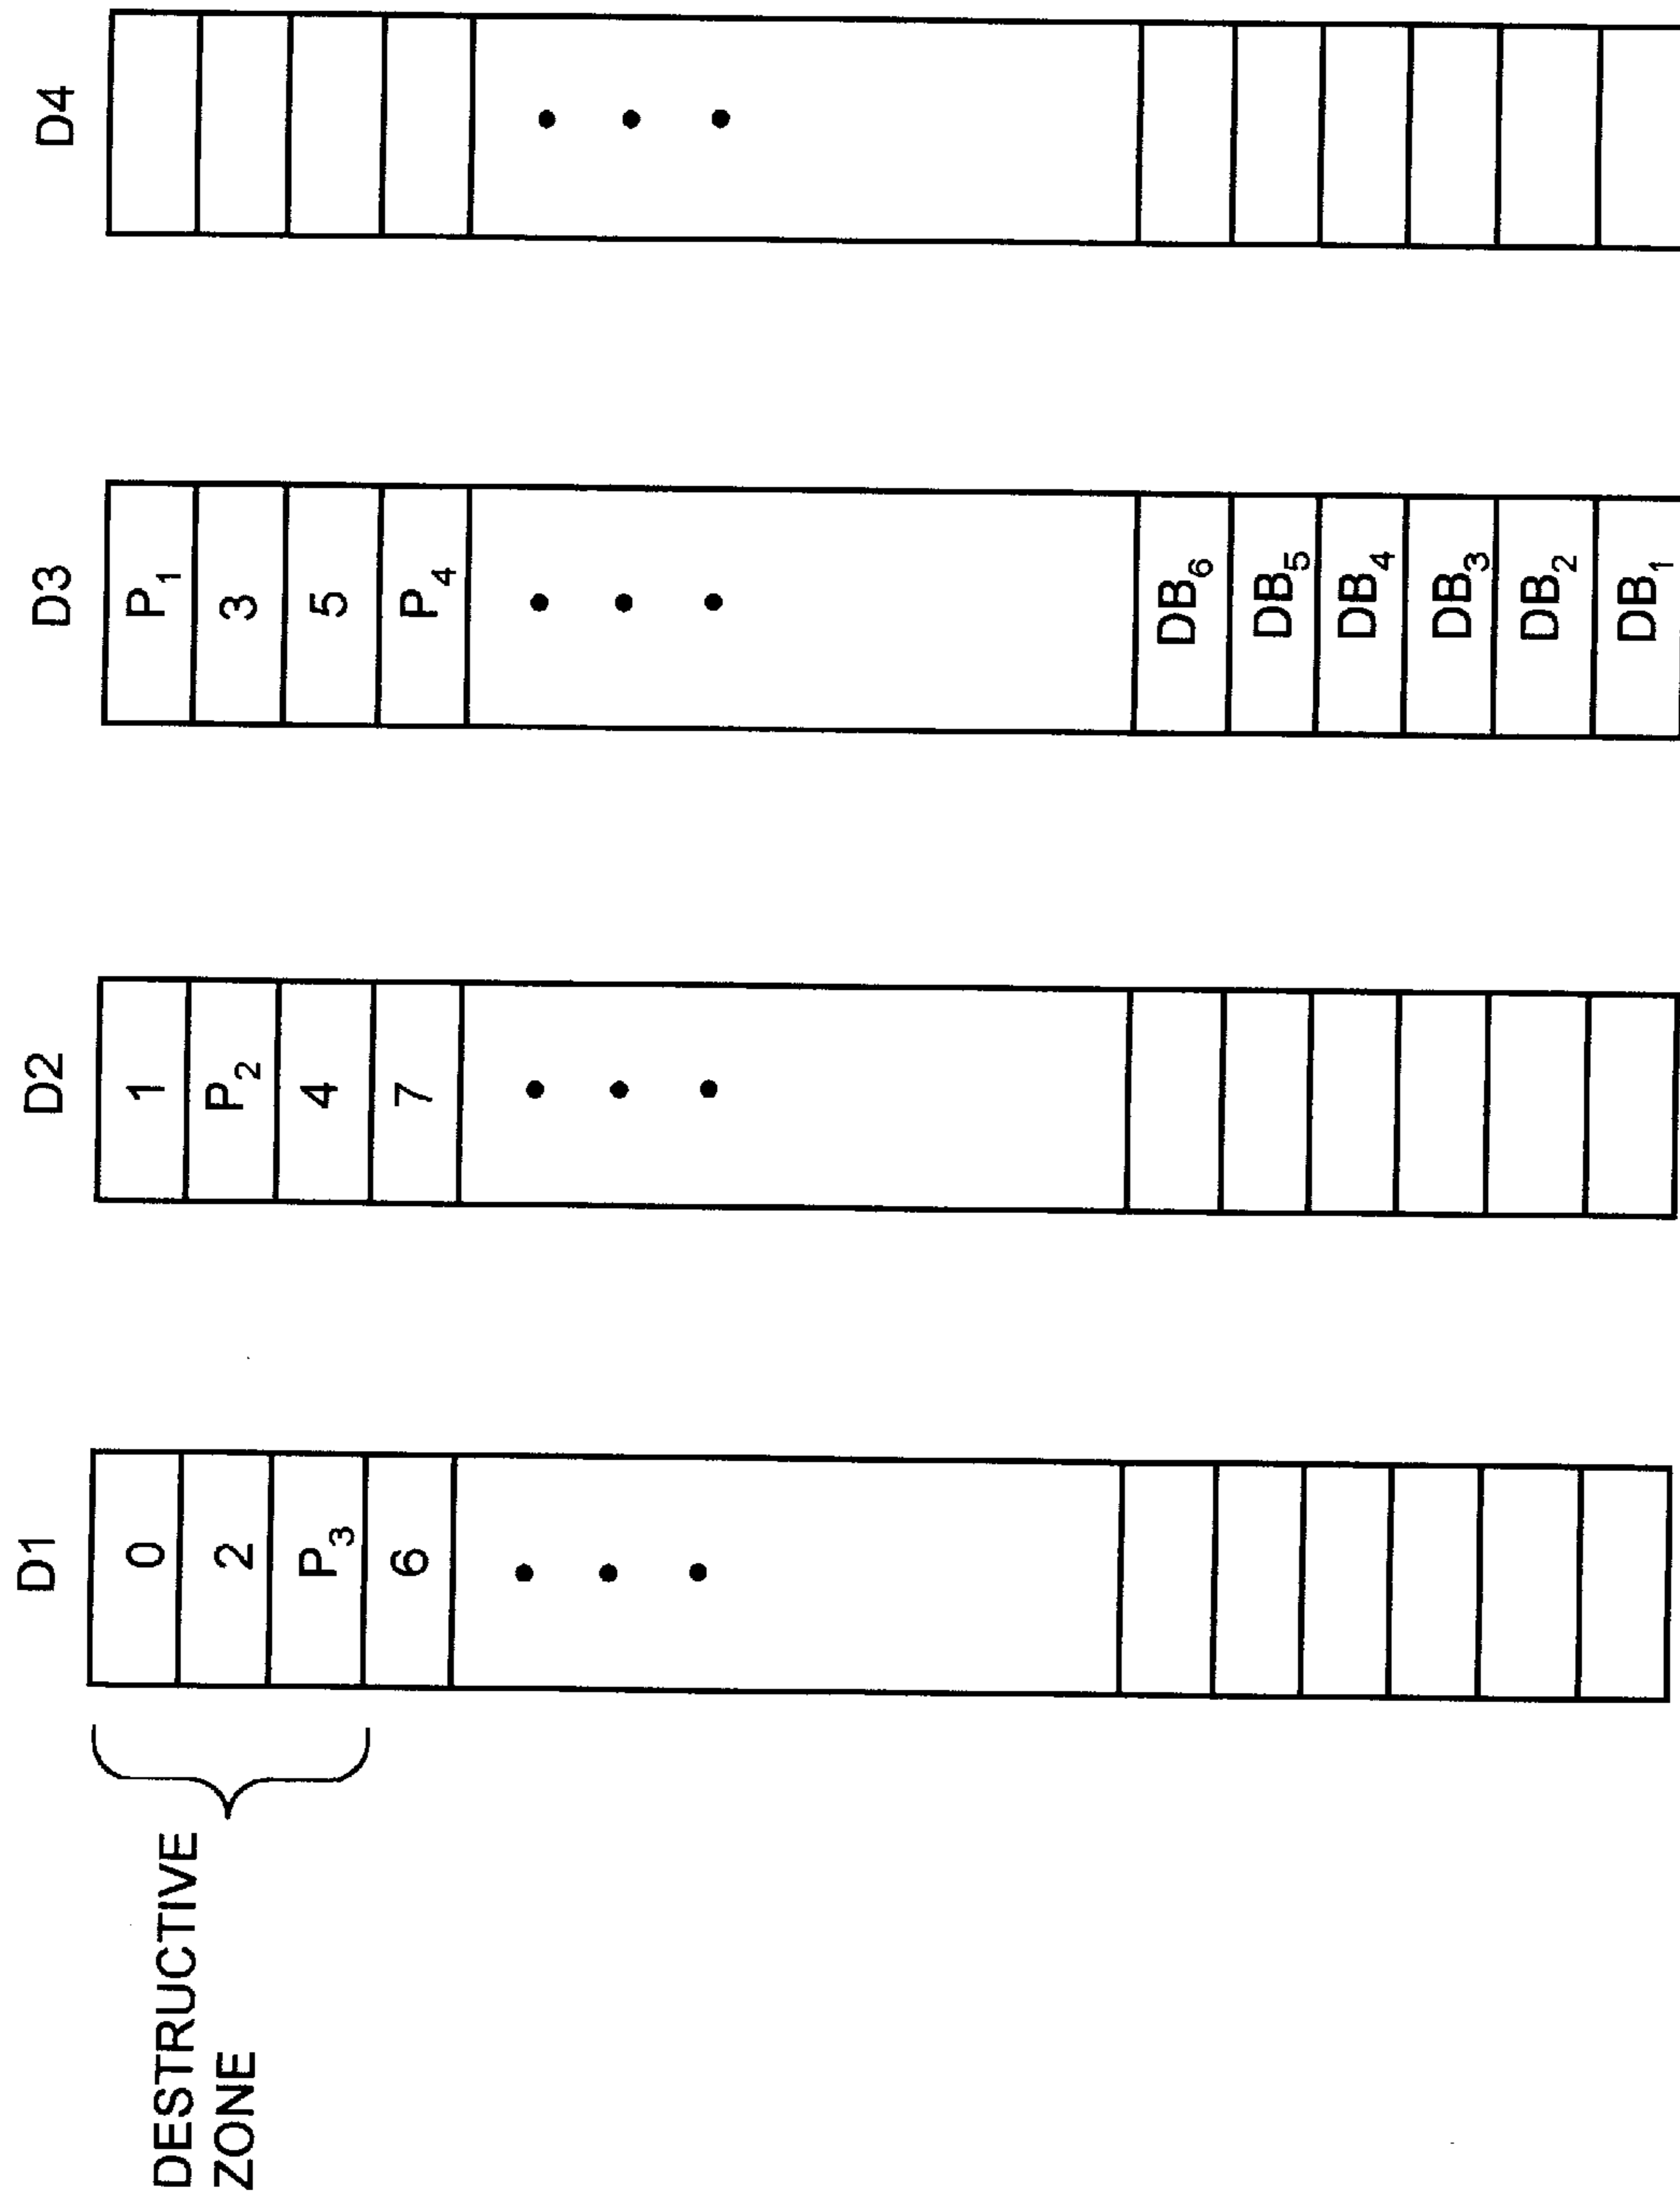 D1 D2 D3 D4
0 1 P₁
DESTRUCTIVE
ZONE
2 P₂ 3
P₃ 4 5
6 7 P₄
DB₆
DB₅
DB₄
DB₃
DB₂
DB₁